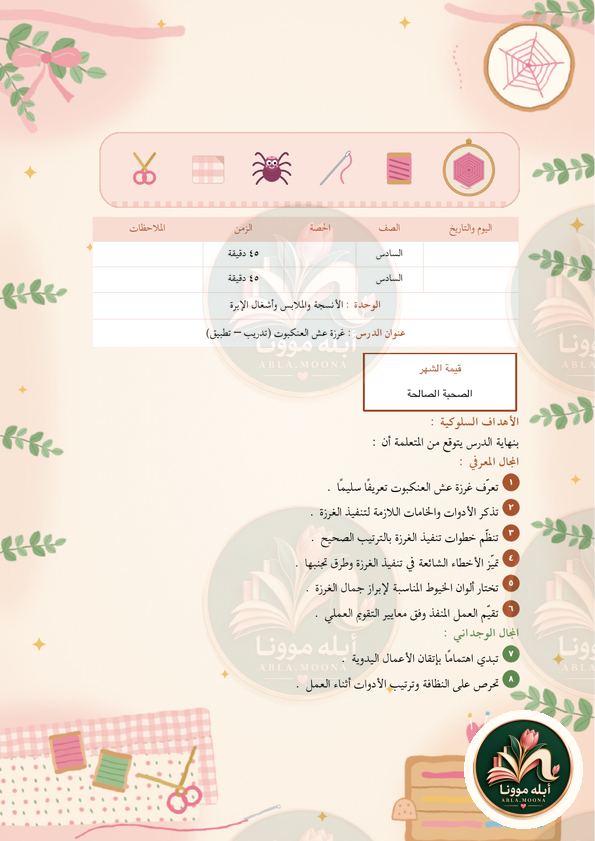 اليوم والتاريخ الصف الحصة الزمن الملاحظات
السادس ٤٥ دقيقة
السادس ٤٥ دقيقة
الوحدة : الأنسجة والملابس وأشغال الإبرة
عنوان الدرس : غرزة عش العنكبوت (تدريب – تطبيق)
قيمة الشهر
الصحبة الصالحة
الأهداف السلوكية :
بنهاية الدرس يتوقع من المتعلمة أن :
المجال المعرفي :
١ تعرّف غرزة عش العنكبوت تعريفًا سليمًا .
٢ تذكر الأدوات والخامات اللازمة لتنفيذ الغرزة .
٣ تنظّم خطوات تنفيذ الغرزة بالترتيب الصحيح .
٤ تميّز الأخطاء الشائعة في تنفيذ الغرزة وطرق تجنبها .
٥ تختار ألوان الخيوط المناسبة لإبراز جمال الغرزة .
٦ تقيّم العمل المنفذ وفق معايير التقويم العملي .
المجال الوجداني :
٧ تبدي اهتمامًا بإتقان الأعمال اليدوية .
٨ تحرص على النظافة وترتيب الأدوات أثناء العمل .
أبله موونا
ABLA.MOONA